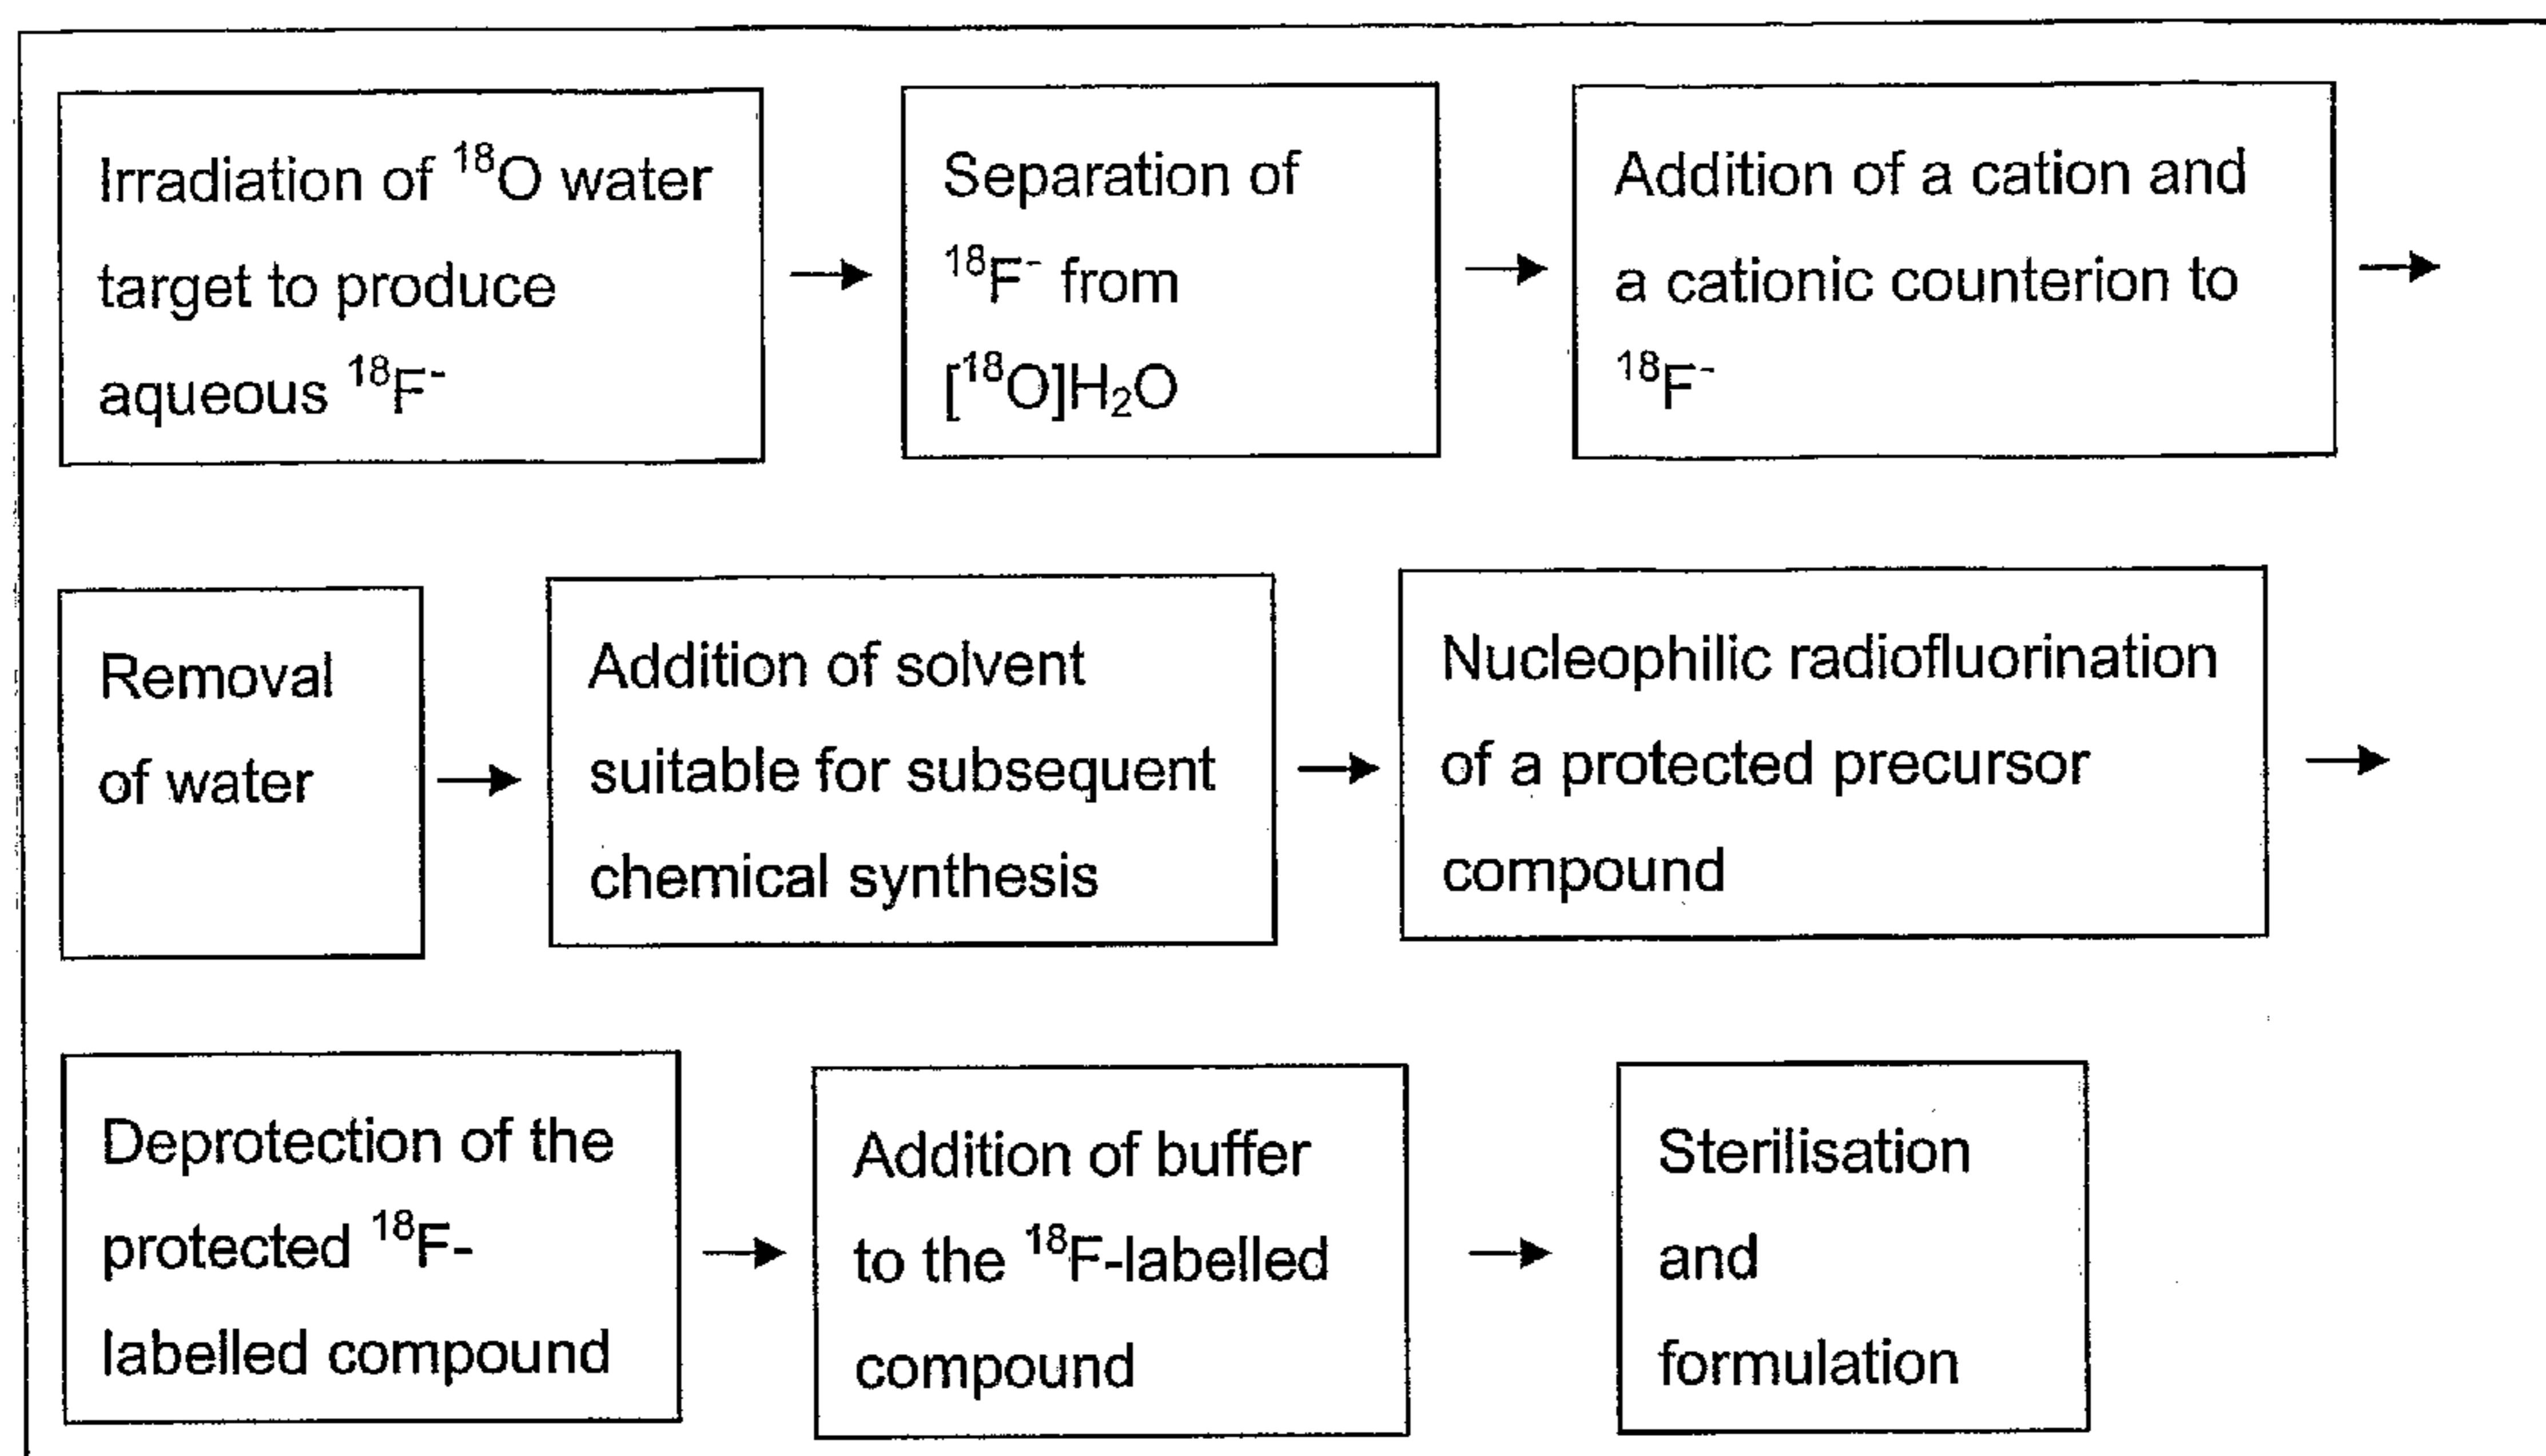 Irradiation of ¹⁸O water
target to produce
aqueous ¹⁸F⁻
Separation of
¹⁸F⁻ from
[¹⁸O]H₂O
Addition of a cation and
a cationic counterion to
¹⁸F⁻
Removal
of water
Addition of solvent
suitable for subsequent
chemical synthesis
Nucleophilic radiofluorination
of a protected precursor
compound
Deprotection of the
protected ¹⁸F-
labelled compound
Addition of buffer
to the ¹⁸F-labelled
compound
Sterilisation
and
formulation